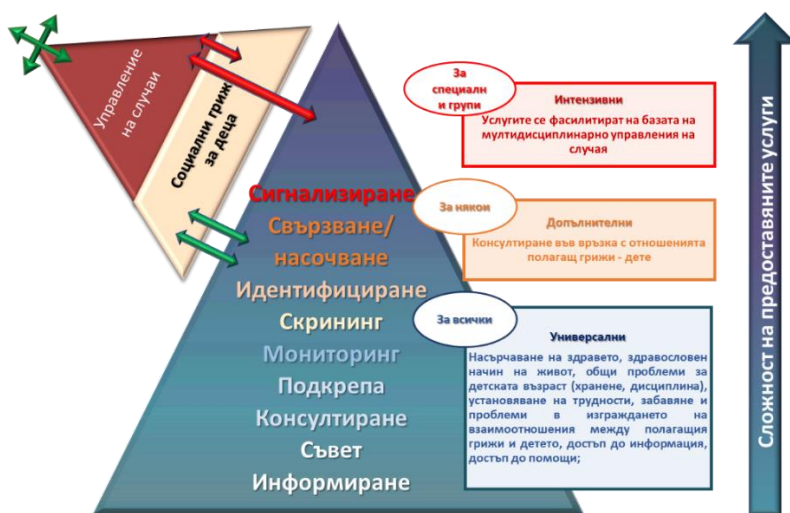 Управление
на случаи
Социални гриж
за деца
Сигнализиране
Свързване/
насочване
Идентифициране
Скрининг
Мониторинг
Подкрепа
Консултиране
Съвет
Информиране
За
специалн
и групи
Интензивни
Услугите се фасилитират на базата на
мултидисциплинарно управления на
случая
За някои
Допълнителни
Консултиране във връзка с отношенията
полагащ грижи - дете
За всички
Универсални
Насърчаване на здравето, здравословен
начин на живот, общи проблеми за
детската възраст (хранене, дисциплина),
установяване на трудности, забавяне и
проблеми в изграждането на
взаимоотношения между полагащия
грижи и детето, достъп до информация,
достъп до помощи;
Сложност на предоставяните услуги